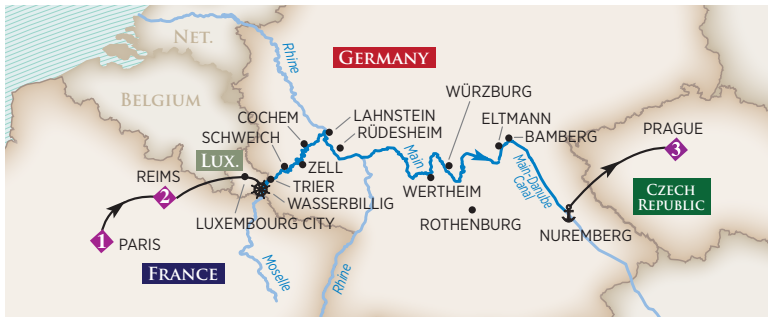 NET.
Rhine
GERMANY
BELGIUM
WÜRZBURG
COCHEM
LAHNSTEIN
ELTMANN
SCHWEICH
RÜDESHEIM
BAMBERG
PRAGUE
3
LUX.
ZELL
Main
REIMS
2
TRIER
WERTHEIM
Main-Danube
Canal
CZECH
REPUBLIC
WASSERBILLIG
LUXEMBOURG CITY
ROTHENBURG
NUREMBERG
1
PARIS
FRANCE
Moselle
Rhine